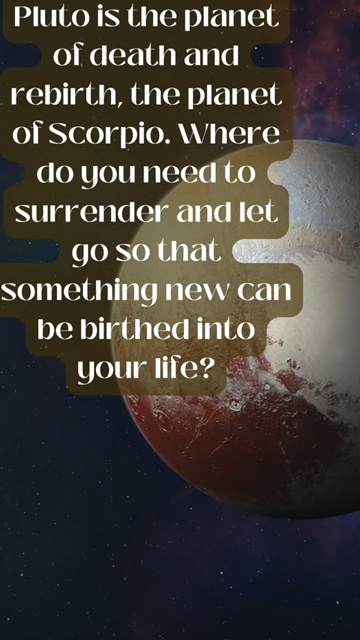 Pluto is the planet
of death and
rebirth, the planet
of Scorpio. Where
do you need to
surrender and let
go so that
something new can
be birthed into
your life?